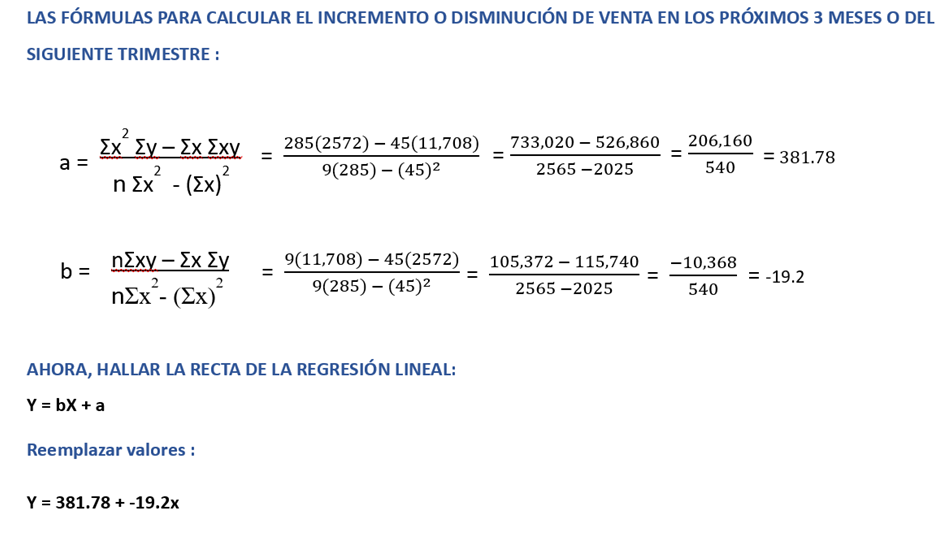 LAS FÓRMULAS PARA CALCULAR EL INCREMENTO O DISMINUCIÓN DE VENTA EN LOS PRÓXIMOS 3 MESES O DEL
SIGUIENTE TRIMESTRE :
a = (Σx² Σy – Σx Σxy) / (n Σx² - (Σx)²) = (285(2572) − 45(11,708)) / (9(285) − (45)²) = (733,020 − 526,860) / (2565 −2025) = 206,160 / 540 = 381.78
b = (nΣxy – Σx Σy) / (nΣx² - (Σx)²) = (9(11,708) − 45(2572)) / (9(285) − (45)²) = (105,372 − 115,740) / (2565 −2025) = −10,368 / 540 = -19.2
AHORA, HALLAR LA RECTA DE LA REGRESIÓN LINEAL:
Y = bX + a
Reemplazar valores :
Y = 381.78 + -19.2x